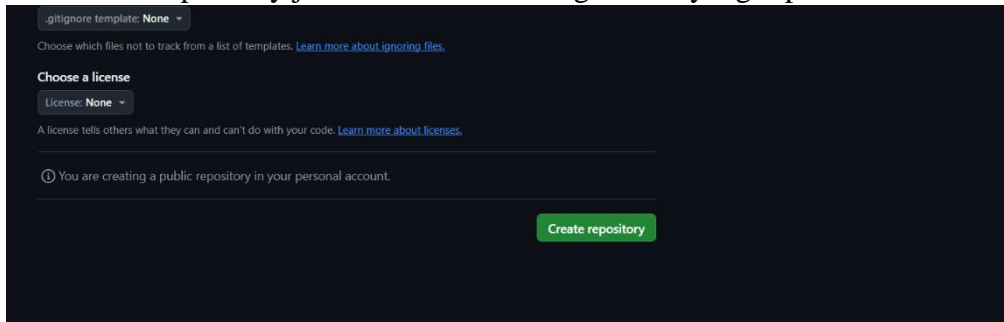 .gitignore template: None
Choose which files not to track from a list of templates. Learn more about ignoring files.
Choose a license
License: None
A license tells others what they can and can't do with your code. Learn more about licenses.
You are creating a public repository in your personal account.
Create repository